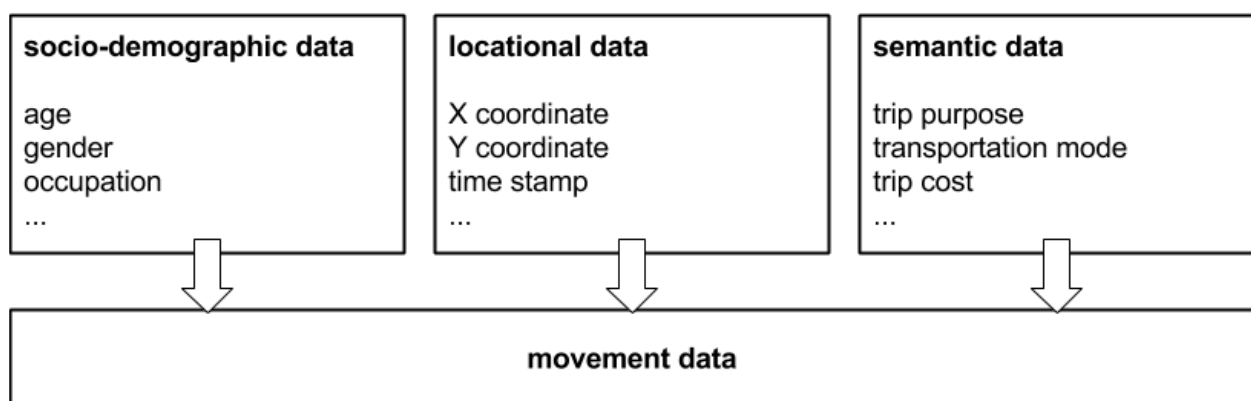 socio-demographic data
age
gender
occupation
...
locational data
X coordinate
Y coordinate
time stamp
...
semantic data
trip purpose
transportation mode
trip cost
...
movement data